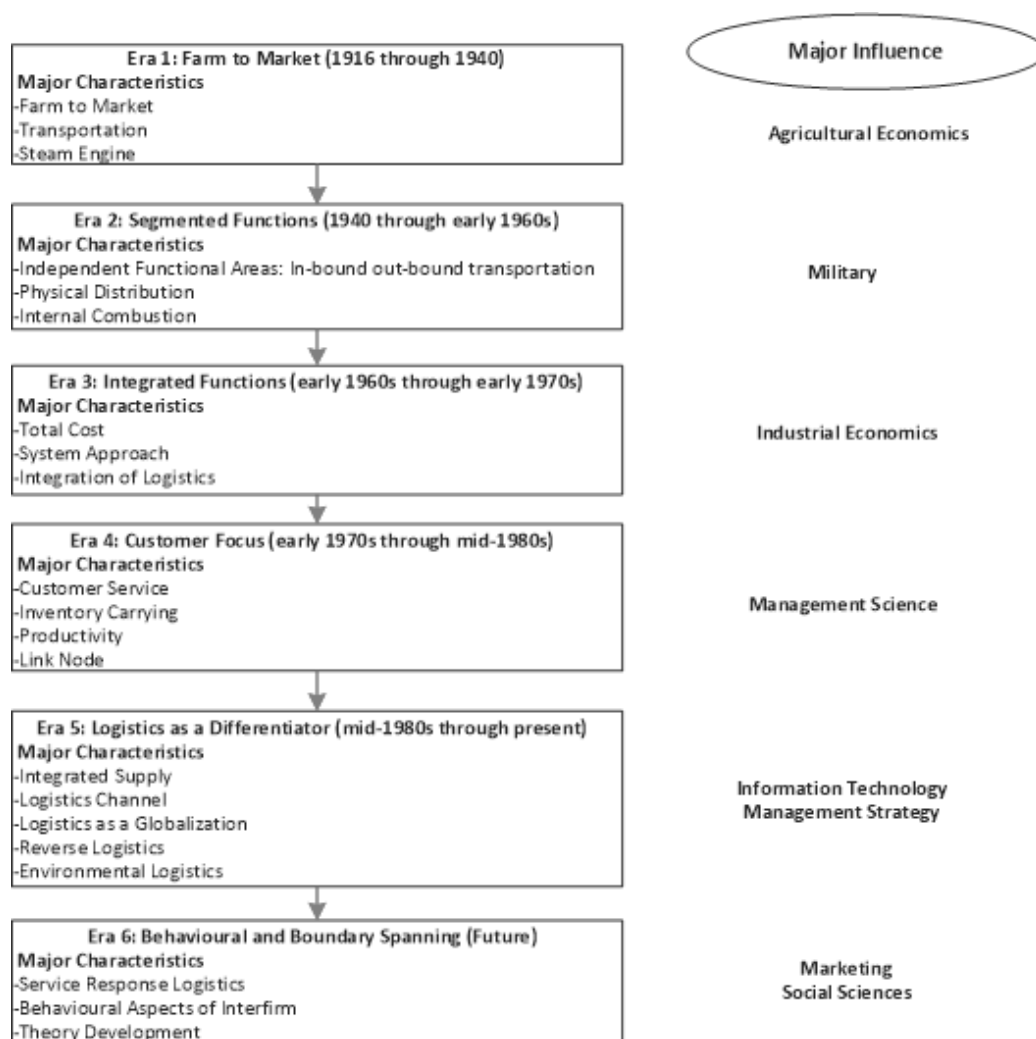 Era 1: Farm to Market (1916 through 1940)
Major Characteristics
-Farm to Market
-Transportation
-Steam Engine
Major Influence
Agricultural Economics
Era 2: Segmented Functions (1940 through early 1960s)
Major Characteristics
-Independent Functional Areas: In-bound out-bound transportation
-Physical Distribution
-Internal Combustion
Military
Era 3: Integrated Functions (early 1960s through early 1970s)
Major Characteristics
-Total Cost
-System Approach
-Integration of Logistics
Industrial Economics
Era 4: Customer Focus (early 1970s through mid-1980s)
Major Characteristics
-Customer Service
-Inventory Carrying
-Productivity
-Link Node
Management Science
Era 5: Logistics as a Differentiator (mid-1980s through present)
Major Characteristics
-Integrated Supply
-Logistics Channel
-Logistics as a Globalization
-Reverse Logistics
-Environmental Logistics
Information Technology
Management Strategy
Era 6: Behavioural and Boundary Spanning (Future)
Major Characteristics
-Service Response Logistics
-Behavioural Aspects of Interfirm
-Theory Development
Marketing
Social Sciences